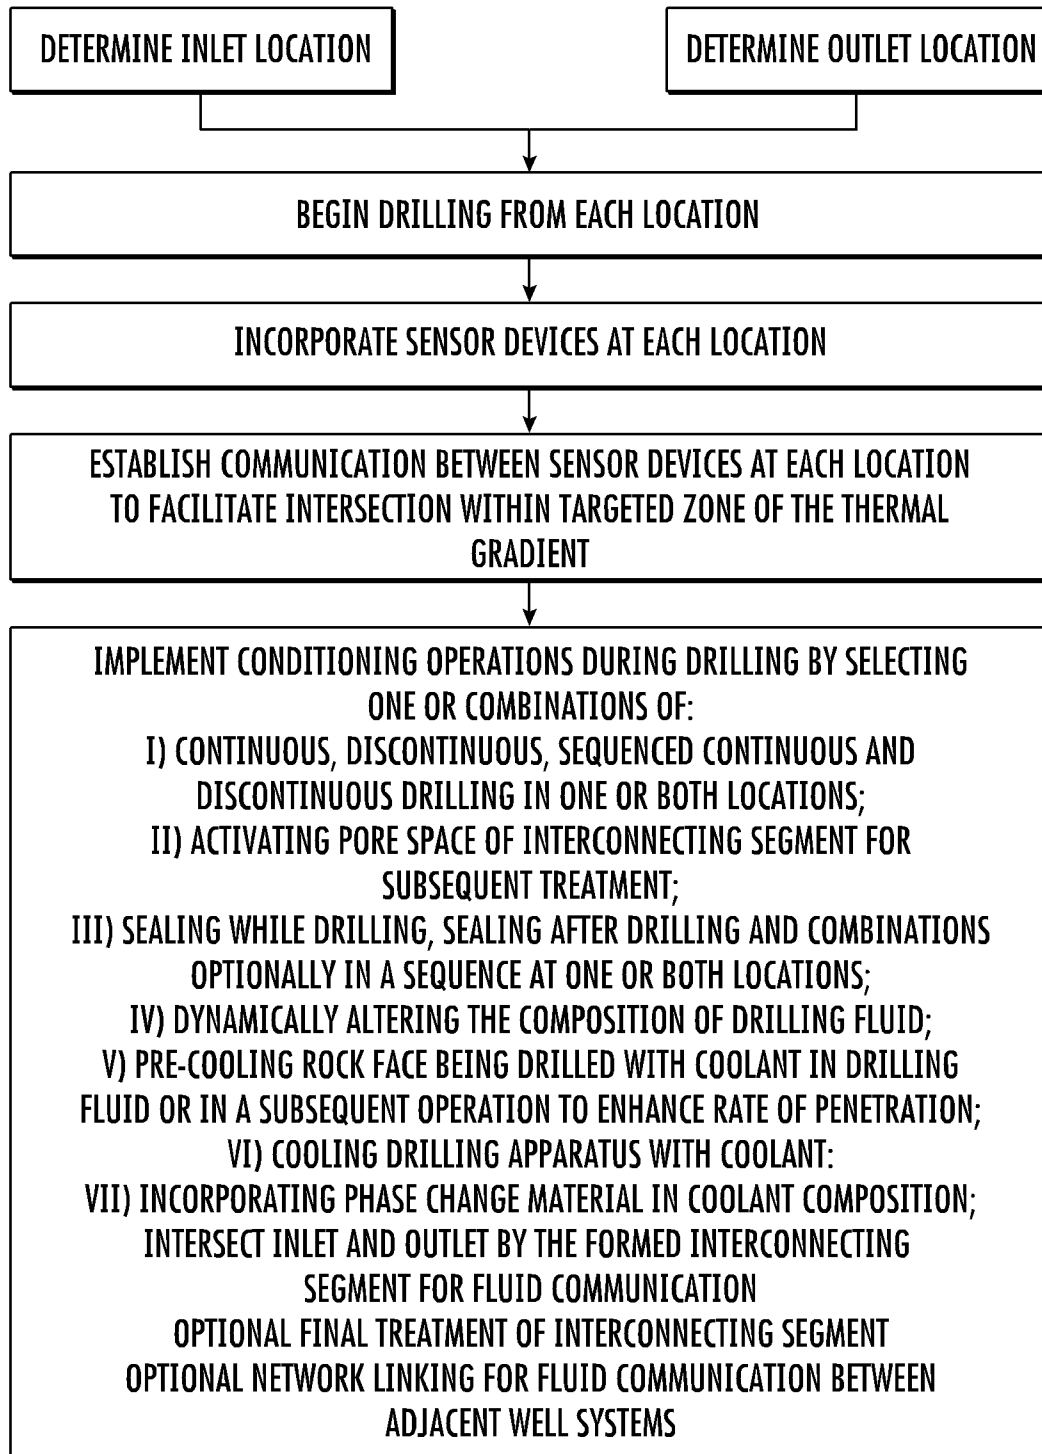 DETERMINE INLET LOCATION
DETERMINE OUTLET LOCATION
BEGIN DRILLING FROM EACH LOCATION
INCORPORATE SENSOR DEVICES AT EACH LOCATION
ESTABLISH COMMUNICATION BETWEEN SENSOR DEVICES AT EACH LOCATION
TO FACILITATE INTERSECTION WITHIN TARGETED ZONE OF THE THERMAL
GRADIENT
IMPLEMENT CONDITIONING OPERATIONS DURING DRILLING BY SELECTING
ONE OR COMBINATIONS OF:
I) CONTINUOUS, DISCONTINUOUS, SEQUENCED CONTINUOUS AND
DISCONTINUOUS DRILLING IN ONE OR BOTH LOCATIONS;
II) ACTIVATING PORE SPACE OF INTERCONNECTING SEGMENT FOR
SUBSEQUENT TREATMENT;
III) SEALING WHILE DRILLING, SEALING AFTER DRILLING AND COMBINATIONS
OPTIONALLY IN A SEQUENCE AT ONE OR BOTH LOCATIONS;
IV) DYNAMICALLY ALTERING THE COMPOSITION OF DRILLING FLUID;
V) PRE-COOLING ROCK FACE BEING DRILLED WITH COOLANT IN DRILLING
FLUID OR IN A SUBSEQUENT OPERATION TO ENHANCE RATE OF PENETRATION;
VI) COOLING DRILLING APPARATUS WITH COOLANT:
VII) INCORPORATING PHASE CHANGE MATERIAL IN COOLANT COMPOSITION;
INTERSECT INLET AND OUTLET BY THE FORMED INTERCONNECTING
SEGMENT FOR FLUID COMMUNICATION
OPTIONAL FINAL TREATMENT OF INTERCONNECTING SEGMENT
OPTIONAL NETWORK LINKING FOR FLUID COMMUNICATION BETWEEN
ADJACENT WELL SYSTEMS